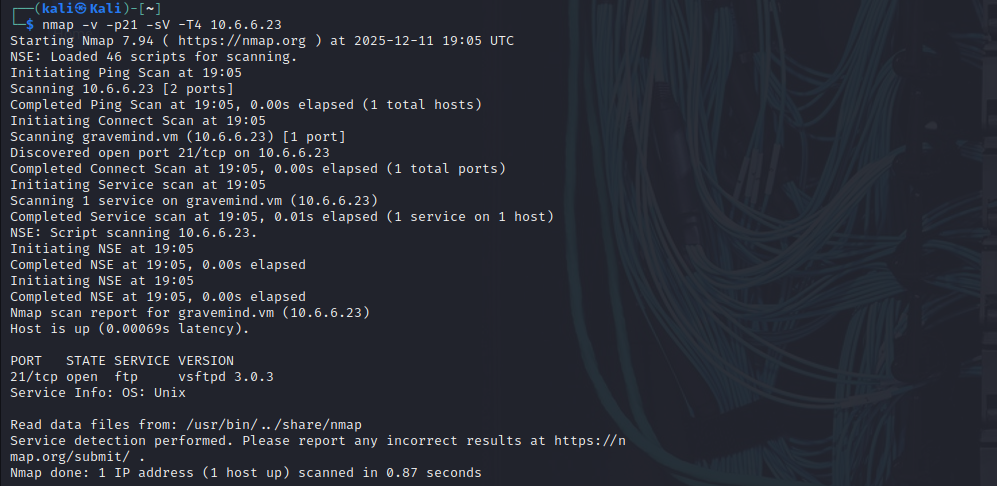 ┌──(kali㉿Kali)-[~]
└─$ nmap -v -p21 -sV -T4 10.6.6.23
Starting Nmap 7.94 ( https://nmap.org ) at 2025-12-11 19:05 UTC
NSE: Loaded 46 scripts for scanning.
Initiating Ping Scan at 19:05
Scanning 10.6.6.23 [2 ports]
Completed Ping Scan at 19:05, 0.00s elapsed (1 total hosts)
Initiating Connect Scan at 19:05
Scanning gravemind.vm (10.6.6.23) [1 port]
Discovered open port 21/tcp on 10.6.6.23
Completed Connect Scan at 19:05, 0.00s elapsed (1 total ports)
Initiating Service scan at 19:05
Scanning 1 service on gravemind.vm (10.6.6.23)
Completed Service scan at 19:05, 0.01s elapsed (1 service on 1 host)
NSE: Script scanning 10.6.6.23.
Initiating NSE at 19:05
Completed NSE at 19:05, 0.00s elapsed
Initiating NSE at 19:05
Completed NSE at 19:05, 0.00s elapsed
Nmap scan report for gravemind.vm (10.6.6.23)
Host is up (0.00069s latency).

PORT   STATE SERVICE VERSION
21/tcp open  ftp     vsftpd 3.0.3
Service Info: OS: Unix

Read data files from: /usr/bin/../share/nmap
Service detection performed. Please report any incorrect results at https://n
map.org/submit/ .
Nmap done: 1 IP address (1 host up) scanned in 0.87 seconds